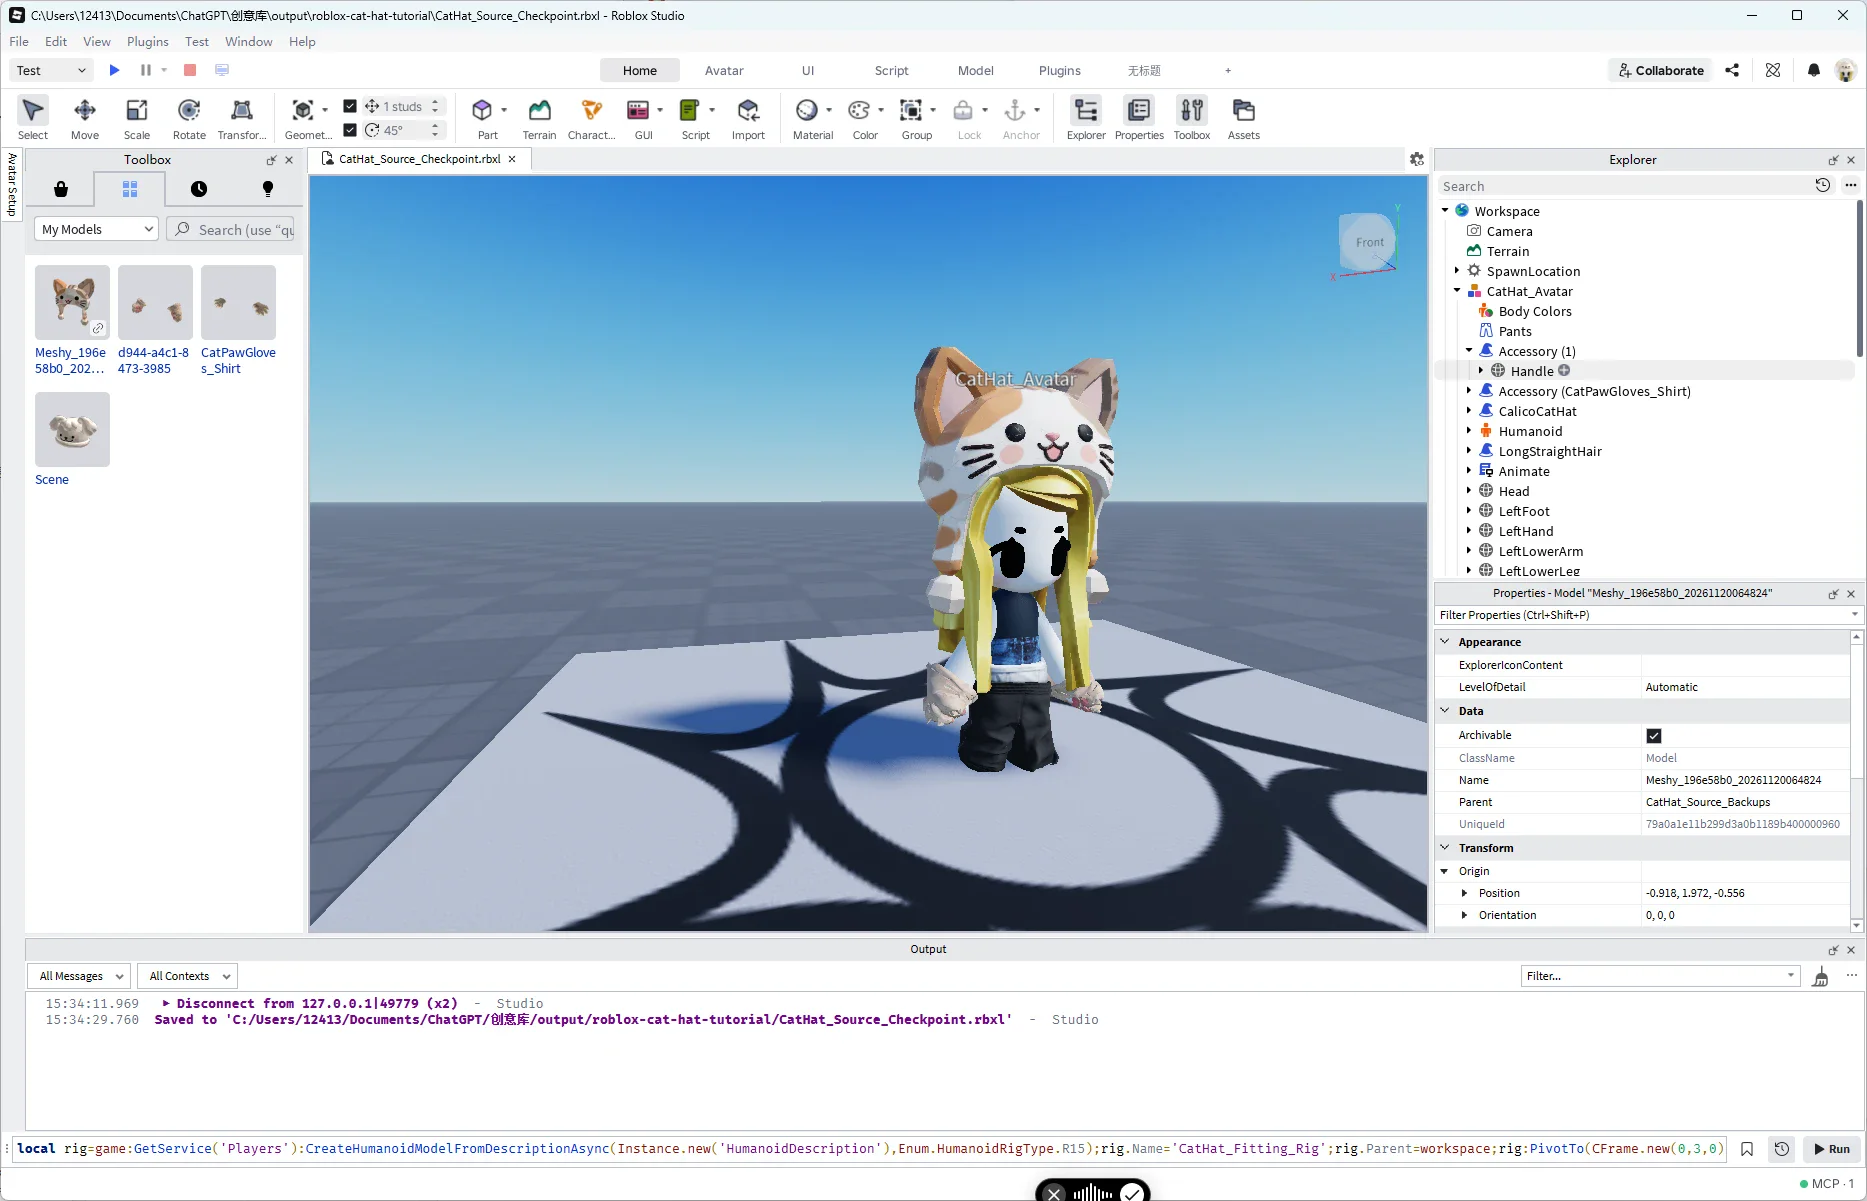 C:\Users\12413\Documents\ChatGPT\创意库\output\roblox-cat-hat-tutorial\CatHat_Source_Checkpoint.rbxl - Roblox Studio
File Edit View Plugins Test Window Help
Test Home Avatar UI Script Model Plugins 无标题 + Collaborate
1 studs
45°
Select Move Scale Rotate Transfor... Geomet... Part Terrain Charact... GUI Script Import Material Color Group Lock Anchor Explorer Properties Toolbox Assets
Avatar Setup
Toolbox
My Models Search (use "qu
Meshy_196e
58b0_202...
d944-a4c1-8
473-3985
CatPawGlove
s_Shirt
Scene
CatHat_Source_Checkpoint.rbxl
Front
Y
X
CatHat_Avatar
Explorer
Search
Workspace
Camera
Terrain
SpawnLocation
CatHat_Avatar
Body Colors
Pants
Accessory (1)
Handle
Accessory (CatPawGloves_Shirt)
CalicoCatHat
Humanoid
LongStraightHair
Animate
Head
LeftFoot
LeftHand
LeftLowerArm
LeftLowerLeg
Properties - Model "Meshy_196e58b0_20261120064824"
Filter Properties (Ctrl+Shift+P)
Appearance
ExplorerIconContent
LevelOfDetail Automatic
Data
Archivable
ClassName Model
Name Meshy_196e58b0_20261120064824
Parent CatHat_Source_Backups
UniqueId 79a0a1e11b299d3a0b1189b400000960
Transform
Origin
Position -0.918, 1.972, -0.556
Orientation 0, 0, 0
Output
All Messages All Contexts Filter...
15:34:11.969 Disconnect from 127.0.0.1|49779 (x2) - Studio
15:34:29.760 Saved to 'C:/Users/12413/Documents/ChatGPT/创意库/output/roblox-cat-hat-tutorial/CatHat_Source_Checkpoint.rbxl' - Studio
local rig=game:GetService('Players'):CreateHumanoidModelFromDescriptionAsync(Instance.new('HumanoidDescription'),Enum.HumanoidRigType.R15);rig.Name='CatHat_Fitting_Rig';rig.Parent=workspace;rig:PivotTo(CFrame.new(0,3,0) Run
MCP · 1